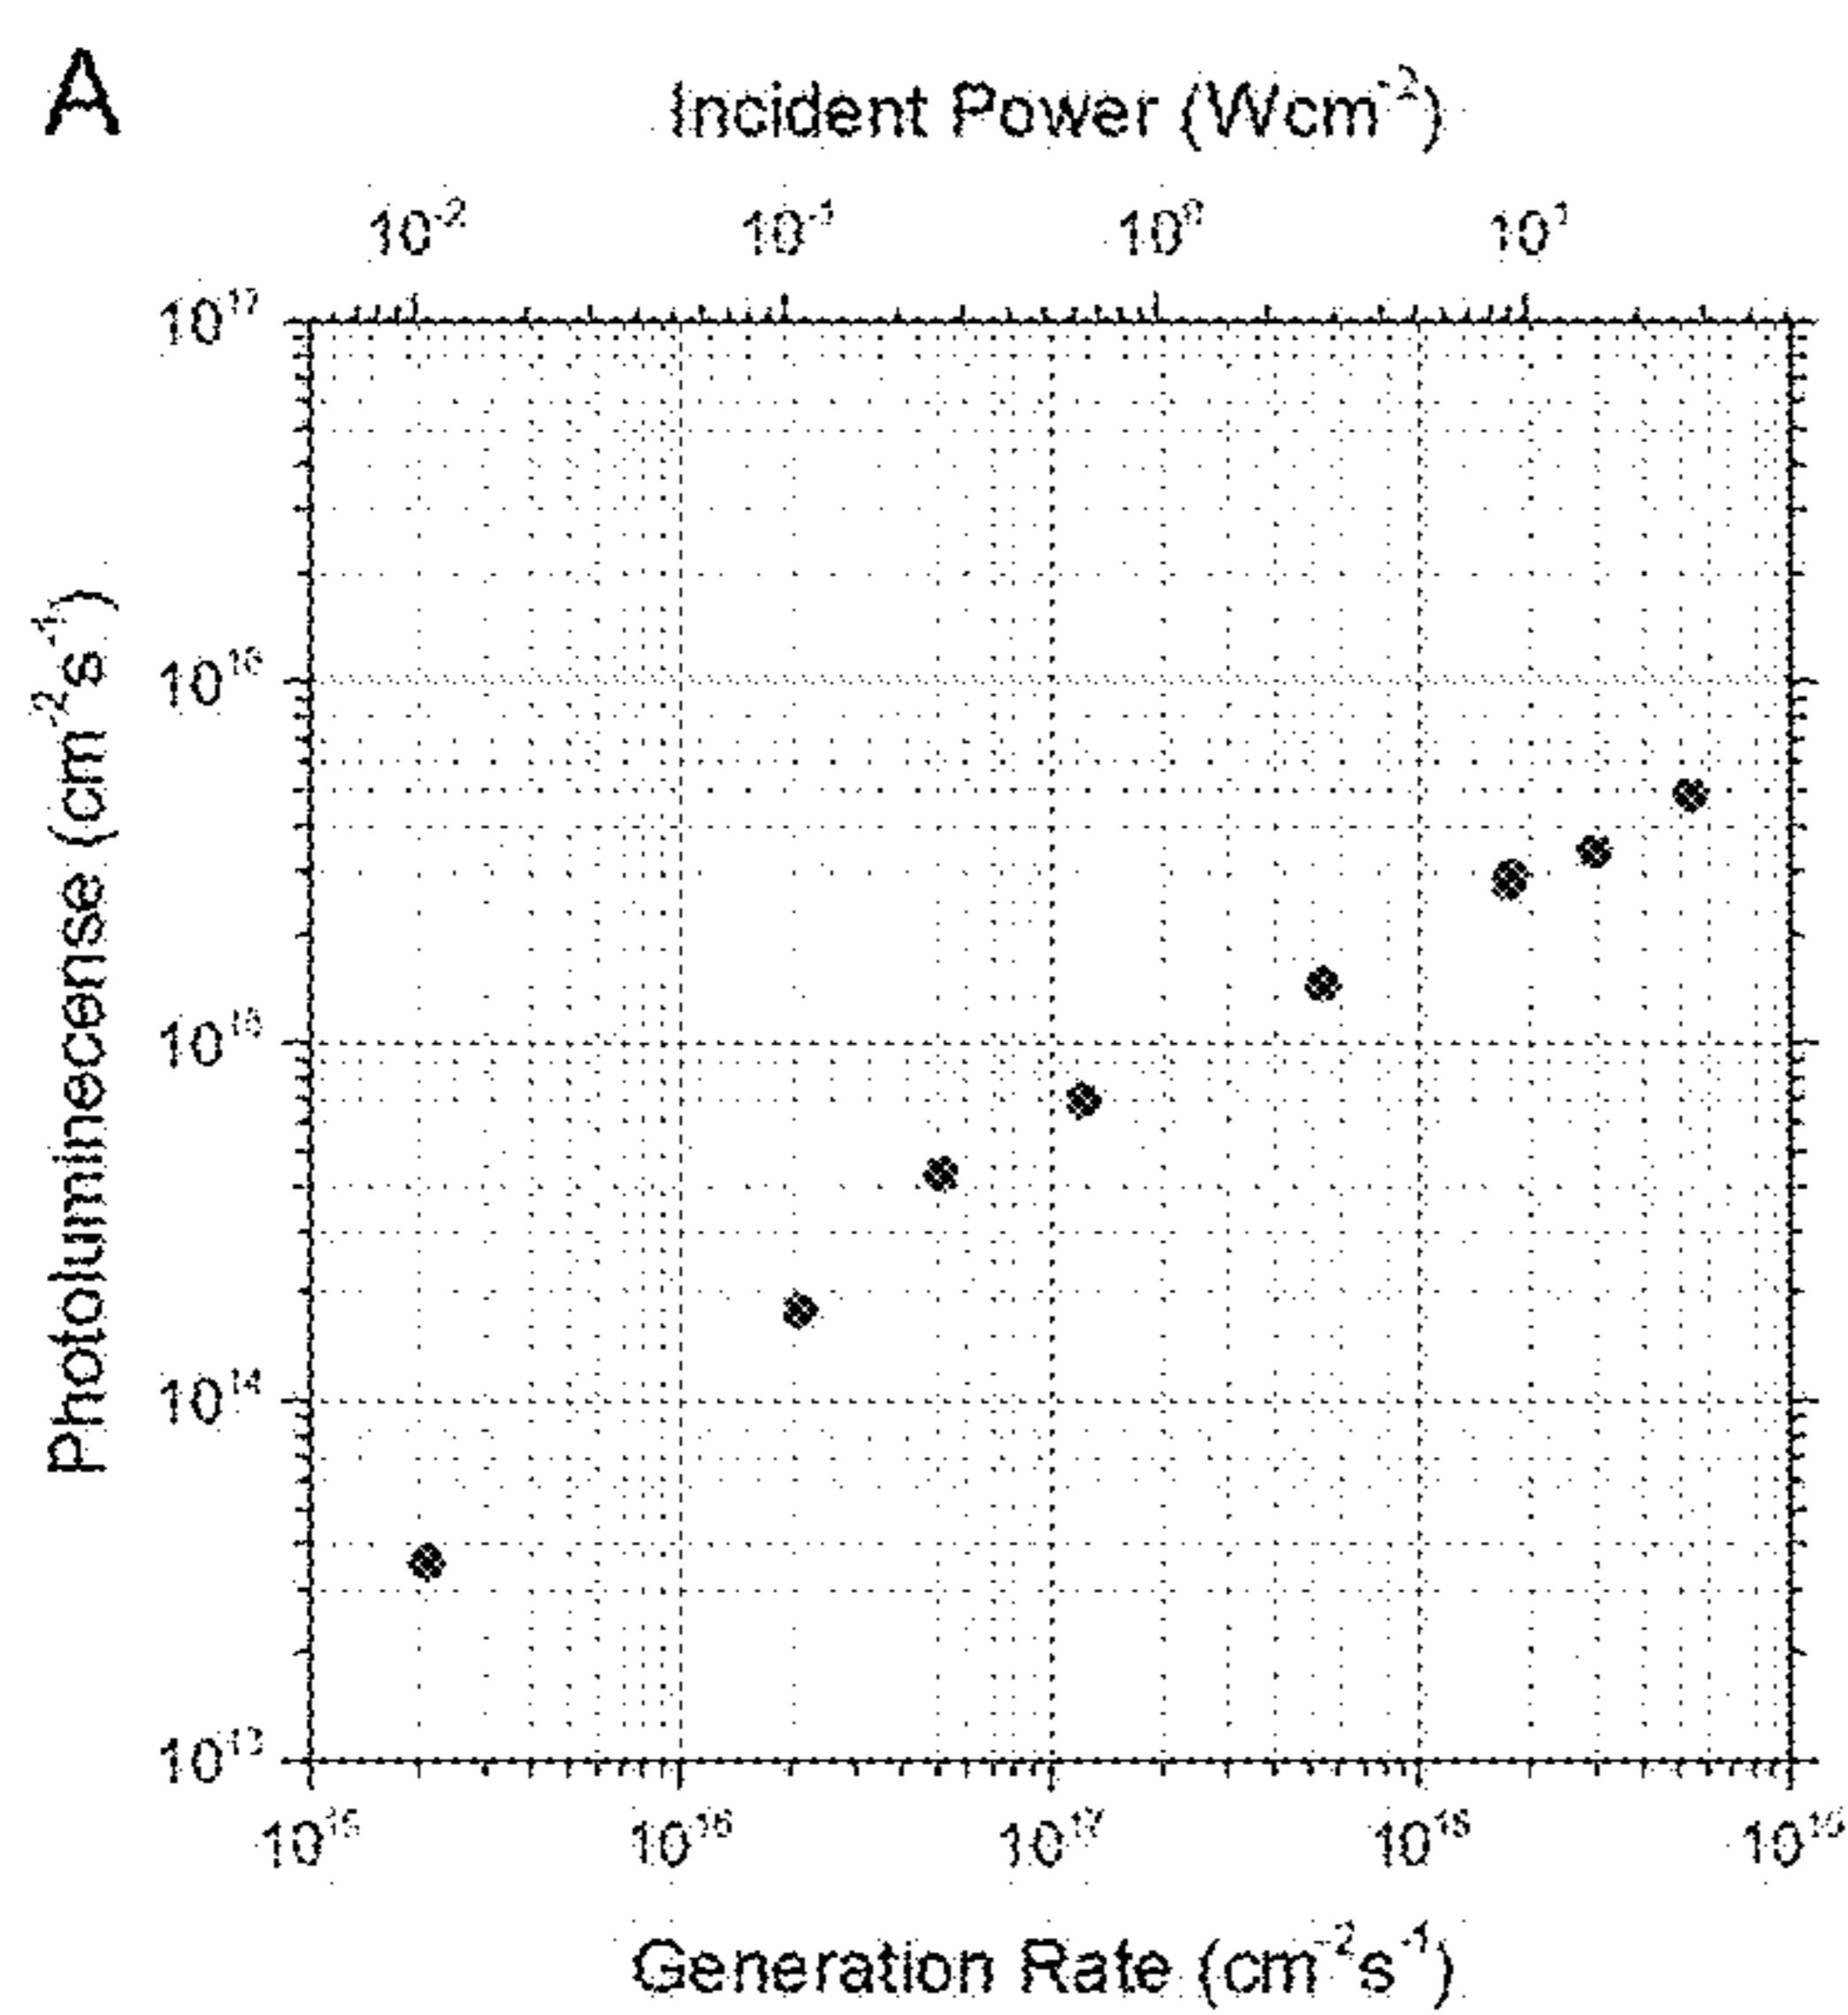 A
Incident Power (Wcm⁻²)
10⁻² 10⁻¹ 10⁰ 10¹
10¹⁷
10¹⁶
10¹⁵
10¹⁴
10¹³
Photoluminecense (cm⁻²s⁻¹)
10¹⁵ 10¹⁶ 10¹⁷ 10¹⁸
Generation Rate (cm⁻²s⁻¹)